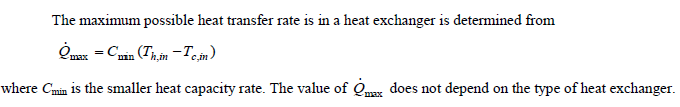 The maximum possible heat transfer rate is in a heat exchanger is determined from
Q̇max = Cmin (Th,in − Tc,in)
where Cmin is the smaller heat capacity rate. The value of Q̇max does not depend on the type of heat exchanger.